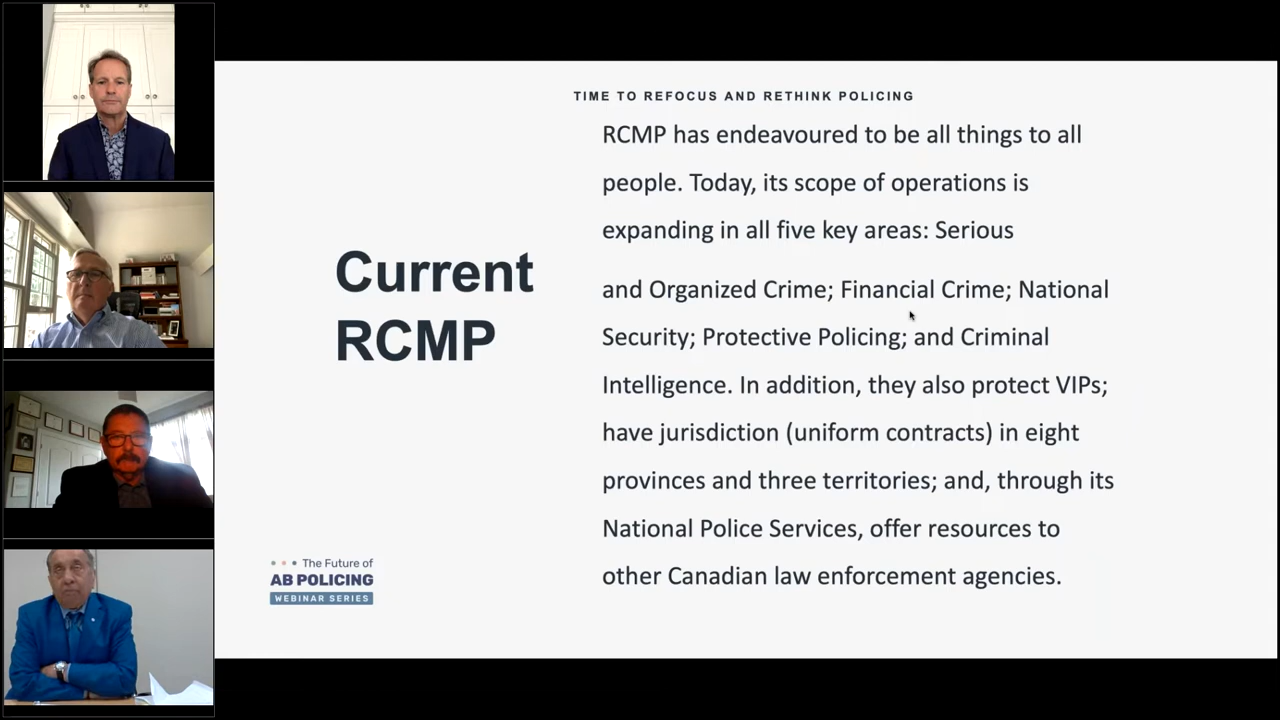 TIME TO REFOCUS AND RETHINK POLICING
Current
RCMP
RCMP has endeavoured to be all things to all
people. Today, its scope of operations is
expanding in all five key areas: Serious
and Organized Crime; Financial Crime; National
Security; Protective Policing; and Criminal
Intelligence. In addition, they also protect VIPs;
have jurisdiction (uniform contracts) in eight
provinces and three territories; and, through its
National Police Services, offer resources to
other Canadian law enforcement agencies.
The Future of
AB POLICING
WEBINAR SERIES